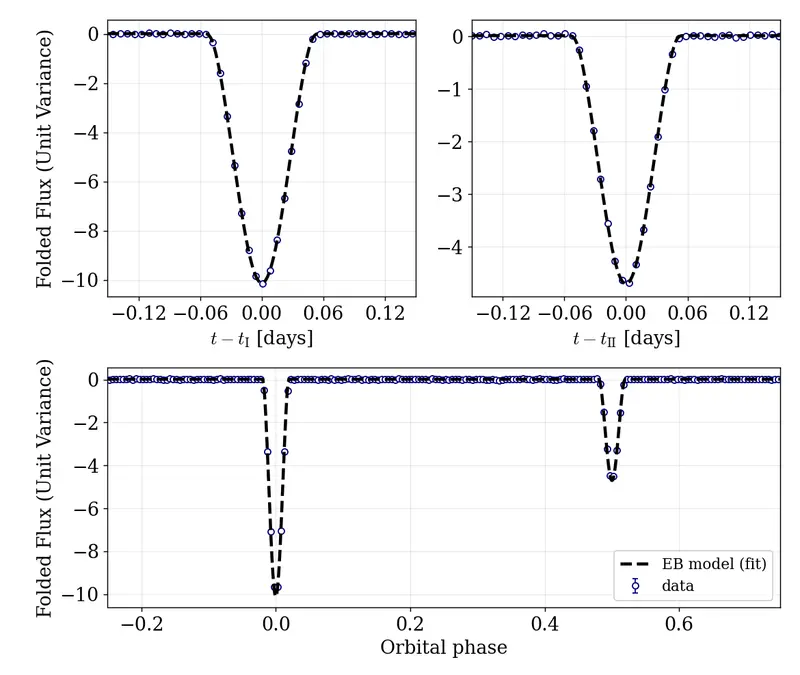 Folded Flux (Unit Variance)
0
−2
−4
−6
−8
−10
−0.12 −0.06 0.00 0.06 0.12
t − tI [days]
0
−1
−2
−3
−4
−0.12 −0.06 0.00 0.06 0.12
t − tII [days]
Folded Flux (Unit Variance)
0
−2
−4
−6
−8
−10
EB model (fit)
data
−0.2 0.0 0.2 0.4 0.6
Orbital phase